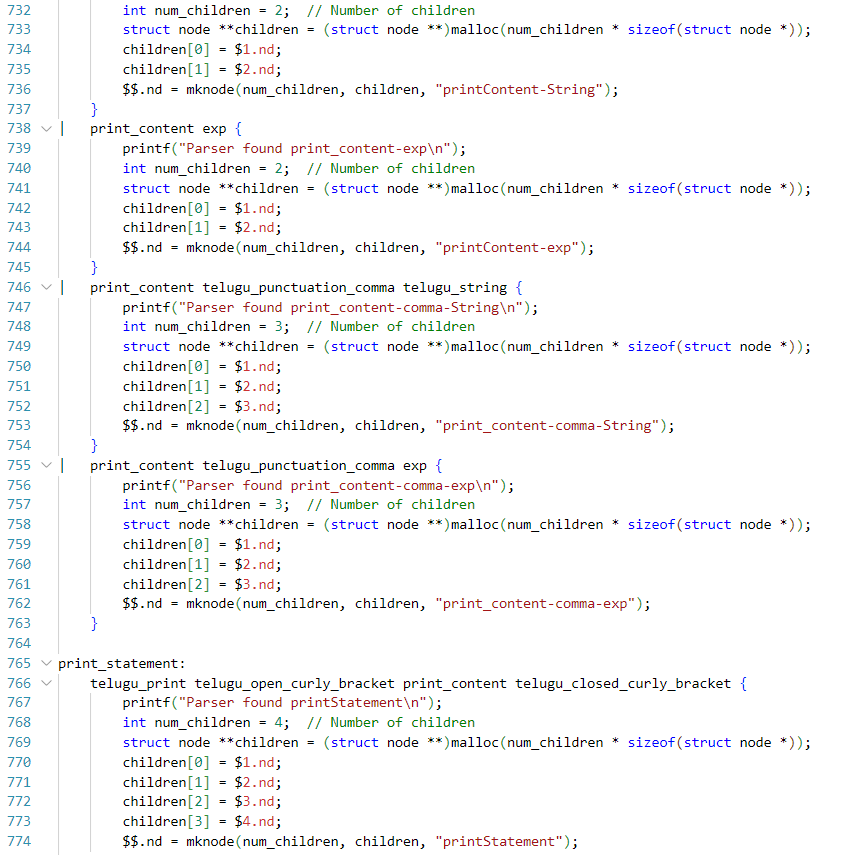 732 int num_children = 2;  // Number of children
733 struct node **children = (struct node **)malloc(num_children * sizeof(struct node *));
734 children[0] = $1.nd;
735 children[1] = $2.nd;
736 $$.nd = mknode(num_children, children, "printContent-String");
737 }
738 | print_content exp {
739 printf("Parser found print_content-exp\n");
740 int num_children = 2;  // Number of children
741 struct node **children = (struct node **)malloc(num_children * sizeof(struct node *));
742 children[0] = $1.nd;
743 children[1] = $2.nd;
744 $$.nd = mknode(num_children, children, "printContent-exp");
745 }
746 | print_content telugu_punctuation_comma telugu_string {
747 printf("Parser found print_content-comma-String\n");
748 int num_children = 3;  // Number of children
749 struct node **children = (struct node **)malloc(num_children * sizeof(struct node *));
750 children[0] = $1.nd;
751 children[1] = $2.nd;
752 children[2] = $3.nd;
753 $$.nd = mknode(num_children, children, "print_content-comma-String");
754 }
755 | print_content telugu_punctuation_comma exp {
756 printf("Parser found print_content-comma-exp\n");
757 int num_children = 3;  // Number of children
758 struct node **children = (struct node **)malloc(num_children * sizeof(struct node *));
759 children[0] = $1.nd;
760 children[1] = $2.nd;
761 children[2] = $3.nd;
762 $$.nd = mknode(num_children, children, "print_content-comma-exp");
763 }
764
765 print_statement:
766 telugu_print telugu_open_curly_bracket print_content telugu_closed_curly_bracket {
767 printf("Parser found printStatement\n");
768 int num_children = 4;  // Number of children
769 struct node **children = (struct node **)malloc(num_children * sizeof(struct node *));
770 children[0] = $1.nd;
771 children[1] = $2.nd;
772 children[2] = $3.nd;
773 children[3] = $4.nd;
774 $$.nd = mknode(num_children, children, "printStatement");